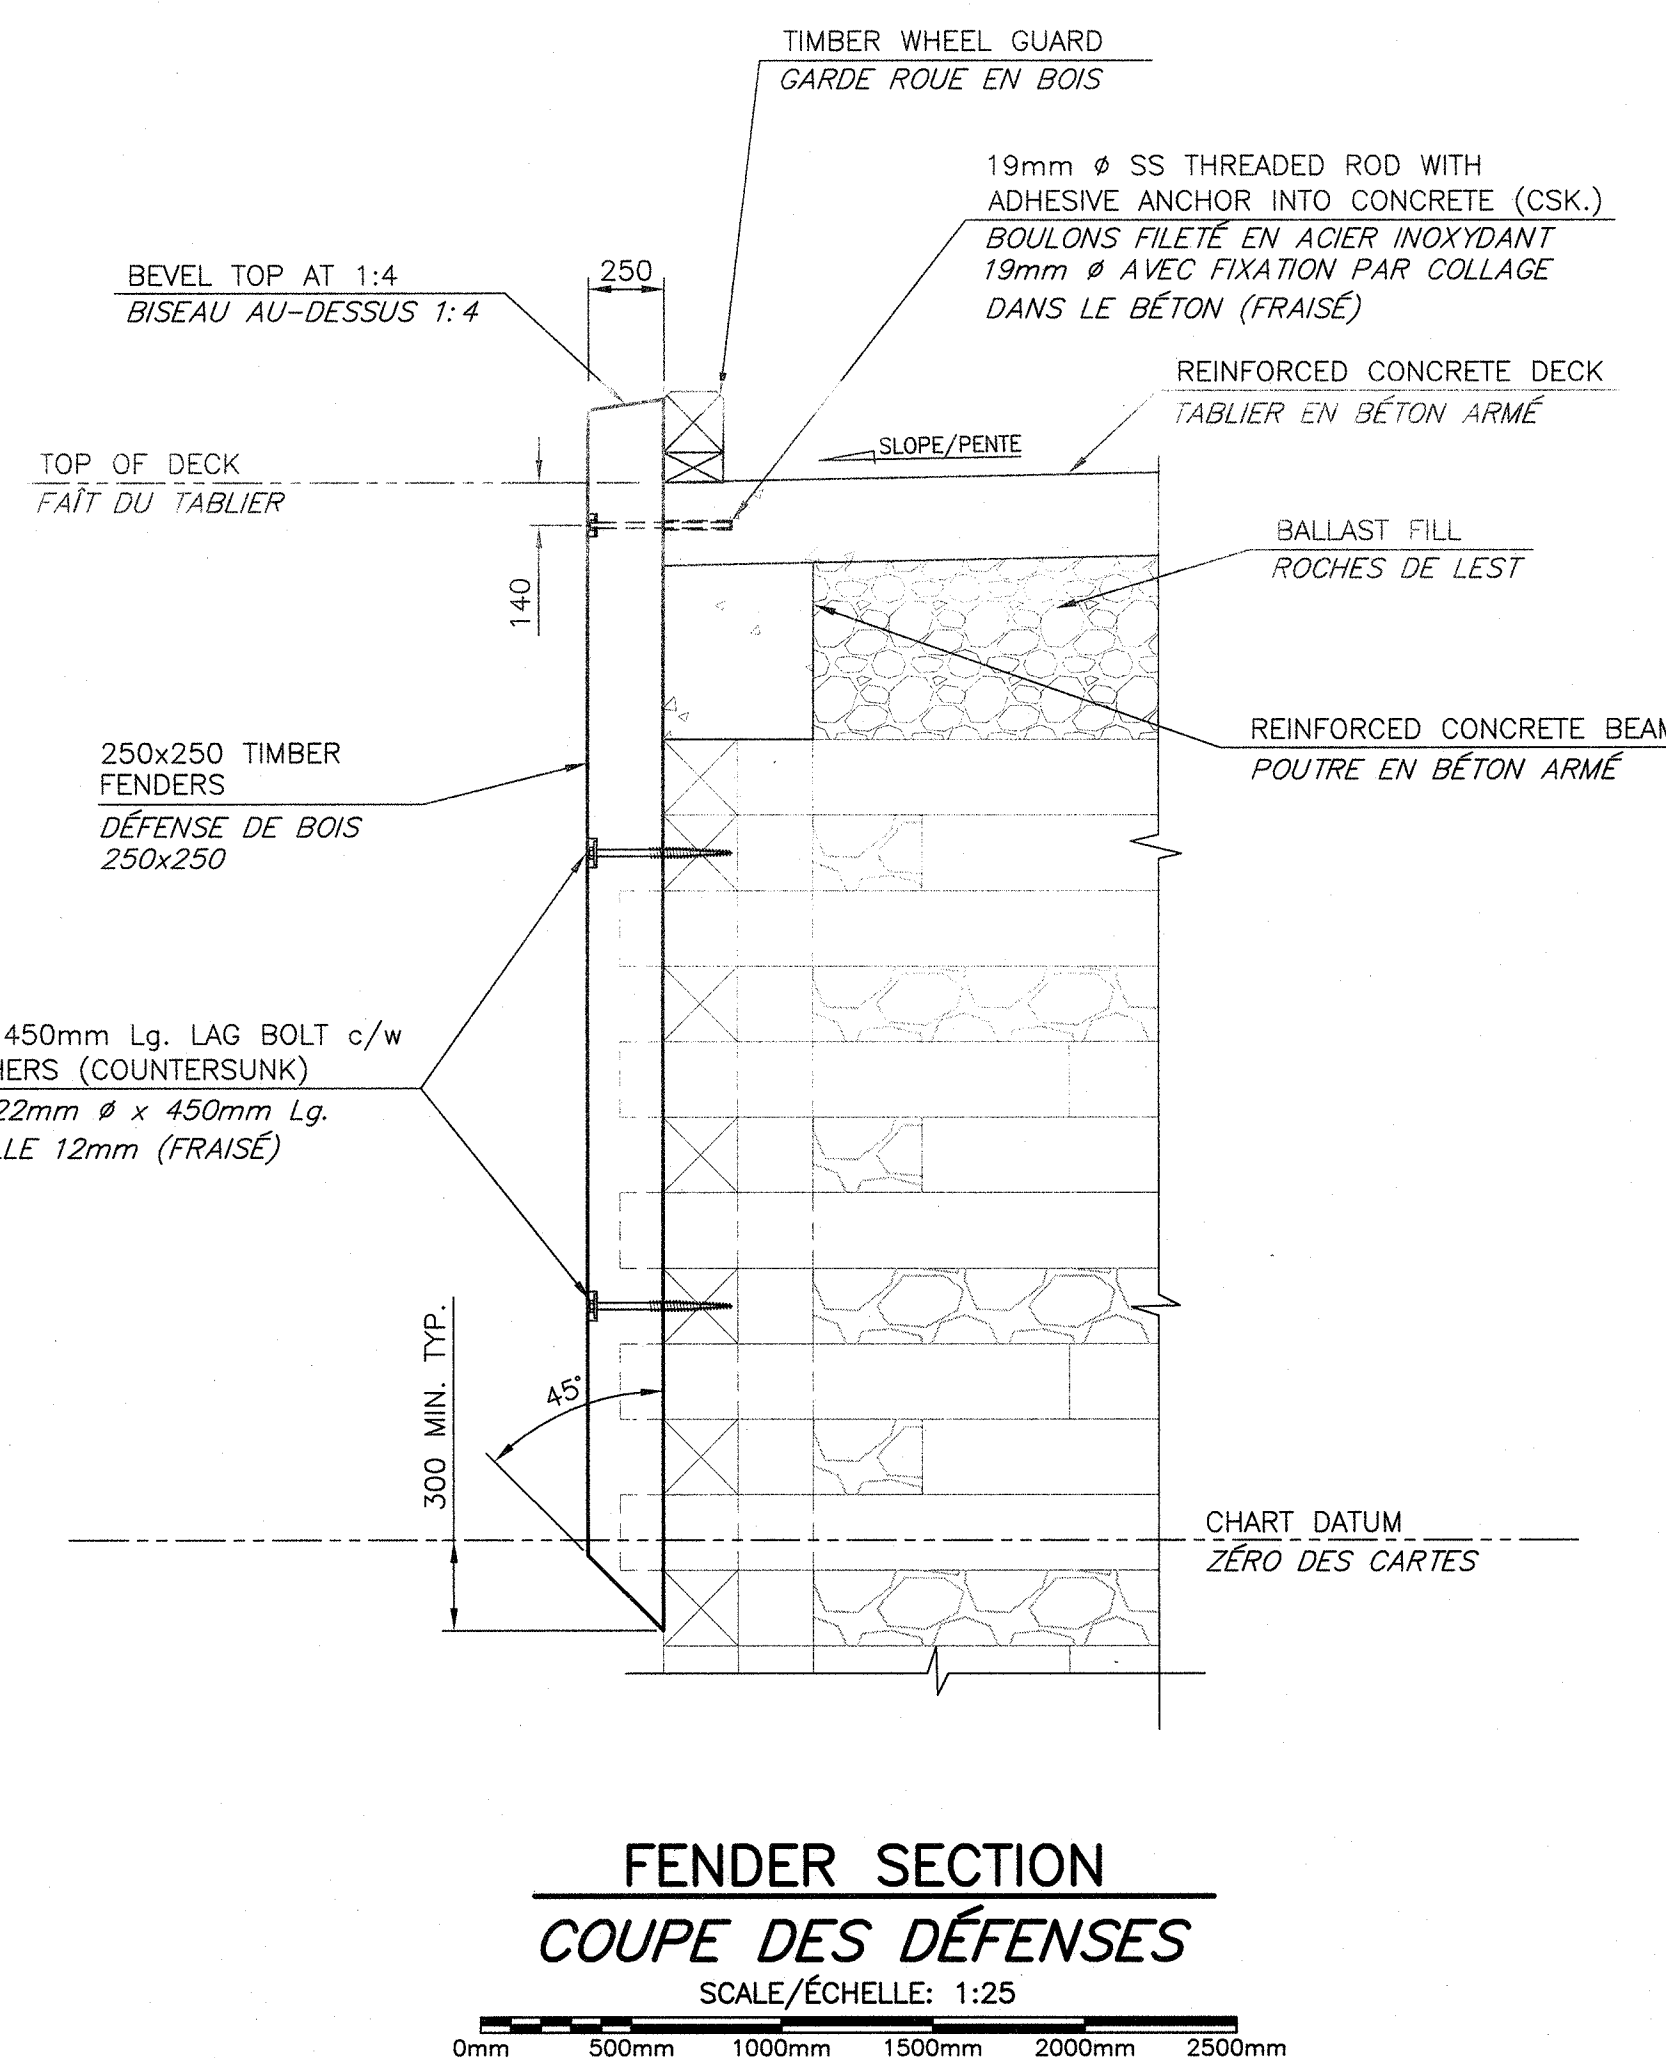 TIMBER WHEEL GUARD
GARDE ROUE EN BOIS
19mm ø SS THREADED ROD WITH
ADHESIVE ANCHOR INTO CONCRETE (CSK.)
BOULONS FILETÉ EN ACIER INOXYDANT
19mm ø AVEC FIXATION PAR COLLAGE
DANS LE BÉTON (FRAISÉ)
BEVEL TOP AT 1:4
BISEAU AU-DESSUS 1:4
250
REINFORCED CONCRETE DECK
TABLIER EN BÉTON ARMÉ
SLOPE/PENTE
TOP OF DECK
FAÎT DU TABLIER
140
BALLAST FILL
ROCHES DE LEST
REINFORCED CONCRETE BEAM
POUTRE EN BÉTON ARMÉ
250x250 TIMBER
FENDERS
DÉFENSE DE BOIS
250x250
450mm Lg. LAG BOLT c/w
HERS (COUNTERSUNK)
22mm ø x 450mm Lg.
LLE 12mm (FRAISÉ)
300 MIN. TYP.
45°
CHART DATUM
ZÉRO DES CARTES
FENDER SECTION
COUPE DES DÉFENSES
SCALE/ÉCHELLE: 1:25
0mm 500mm 1000mm 1500mm 2000mm 2500mm